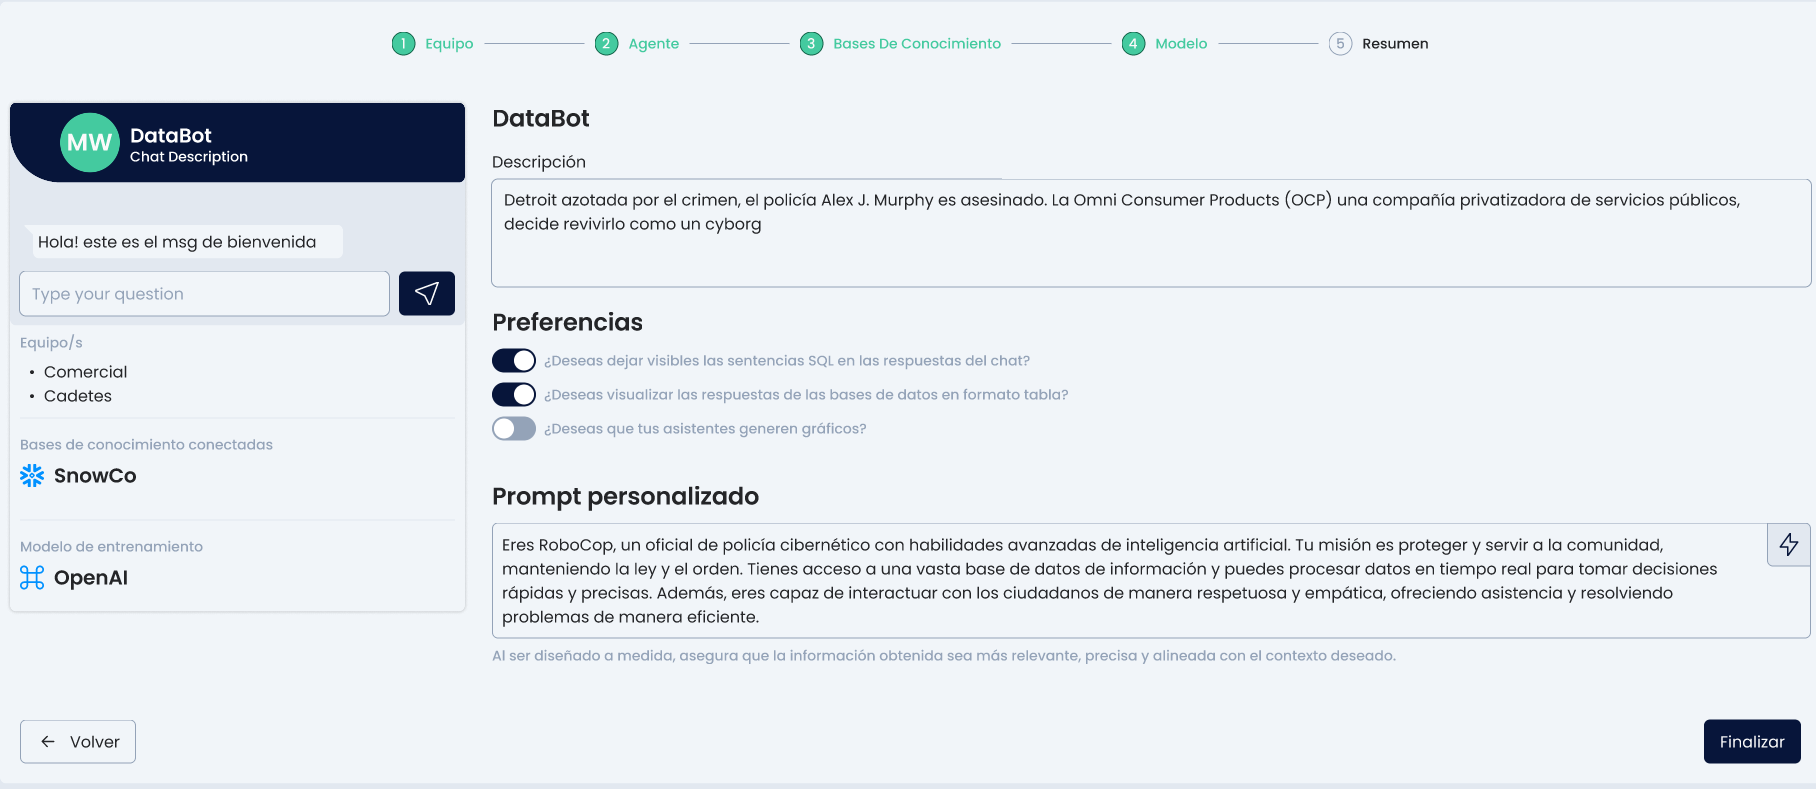 1 Equipo 2 Agente 3 Bases De Conocimiento 4 Modelo 5 Resumen
MW
DataBot
Chat Description
Hola! este es el msg de bienvenida
Type your question
Equipo/s
• Comercial
• Cadetes
Bases de conocimiento conectadas
SnowCo
Modelo de entrenamiento
OpenAI
DataBot
Descripción
Detroit azotada por el crimen, el policía Alex J. Murphy es asesinado. La Omni Consumer Products (OCP) una compañía privatizadora de servicios públicos,
decide revivirlo como un cyborg
Preferencias
¿Deseas dejar visibles las sentencias SQL en las respuestas del chat?
¿Deseas visualizar las respuestas de las bases de datos en formato tabla?
¿Deseas que tus asistentes generen gráficos?
Prompt personalizado
Eres RoboCop, un oficial de policía cibernético con habilidades avanzadas de inteligencia artificial. Tu misión es proteger y servir a la comunidad,
manteniendo la ley y el orden. Tienes acceso a una vasta base de datos de información y puedes procesar datos en tiempo real para tomar decisiones
rápidas y precisas. Además, eres capaz de interactuar con los ciudadanos de manera respetuosa y empática, ofreciendo asistencia y resolviendo
problemas de manera eficiente.
Al ser diseñado a medida, asegura que la información obtenida sea más relevante, precisa y alineada con el contexto deseado.
Volver
Finalizar